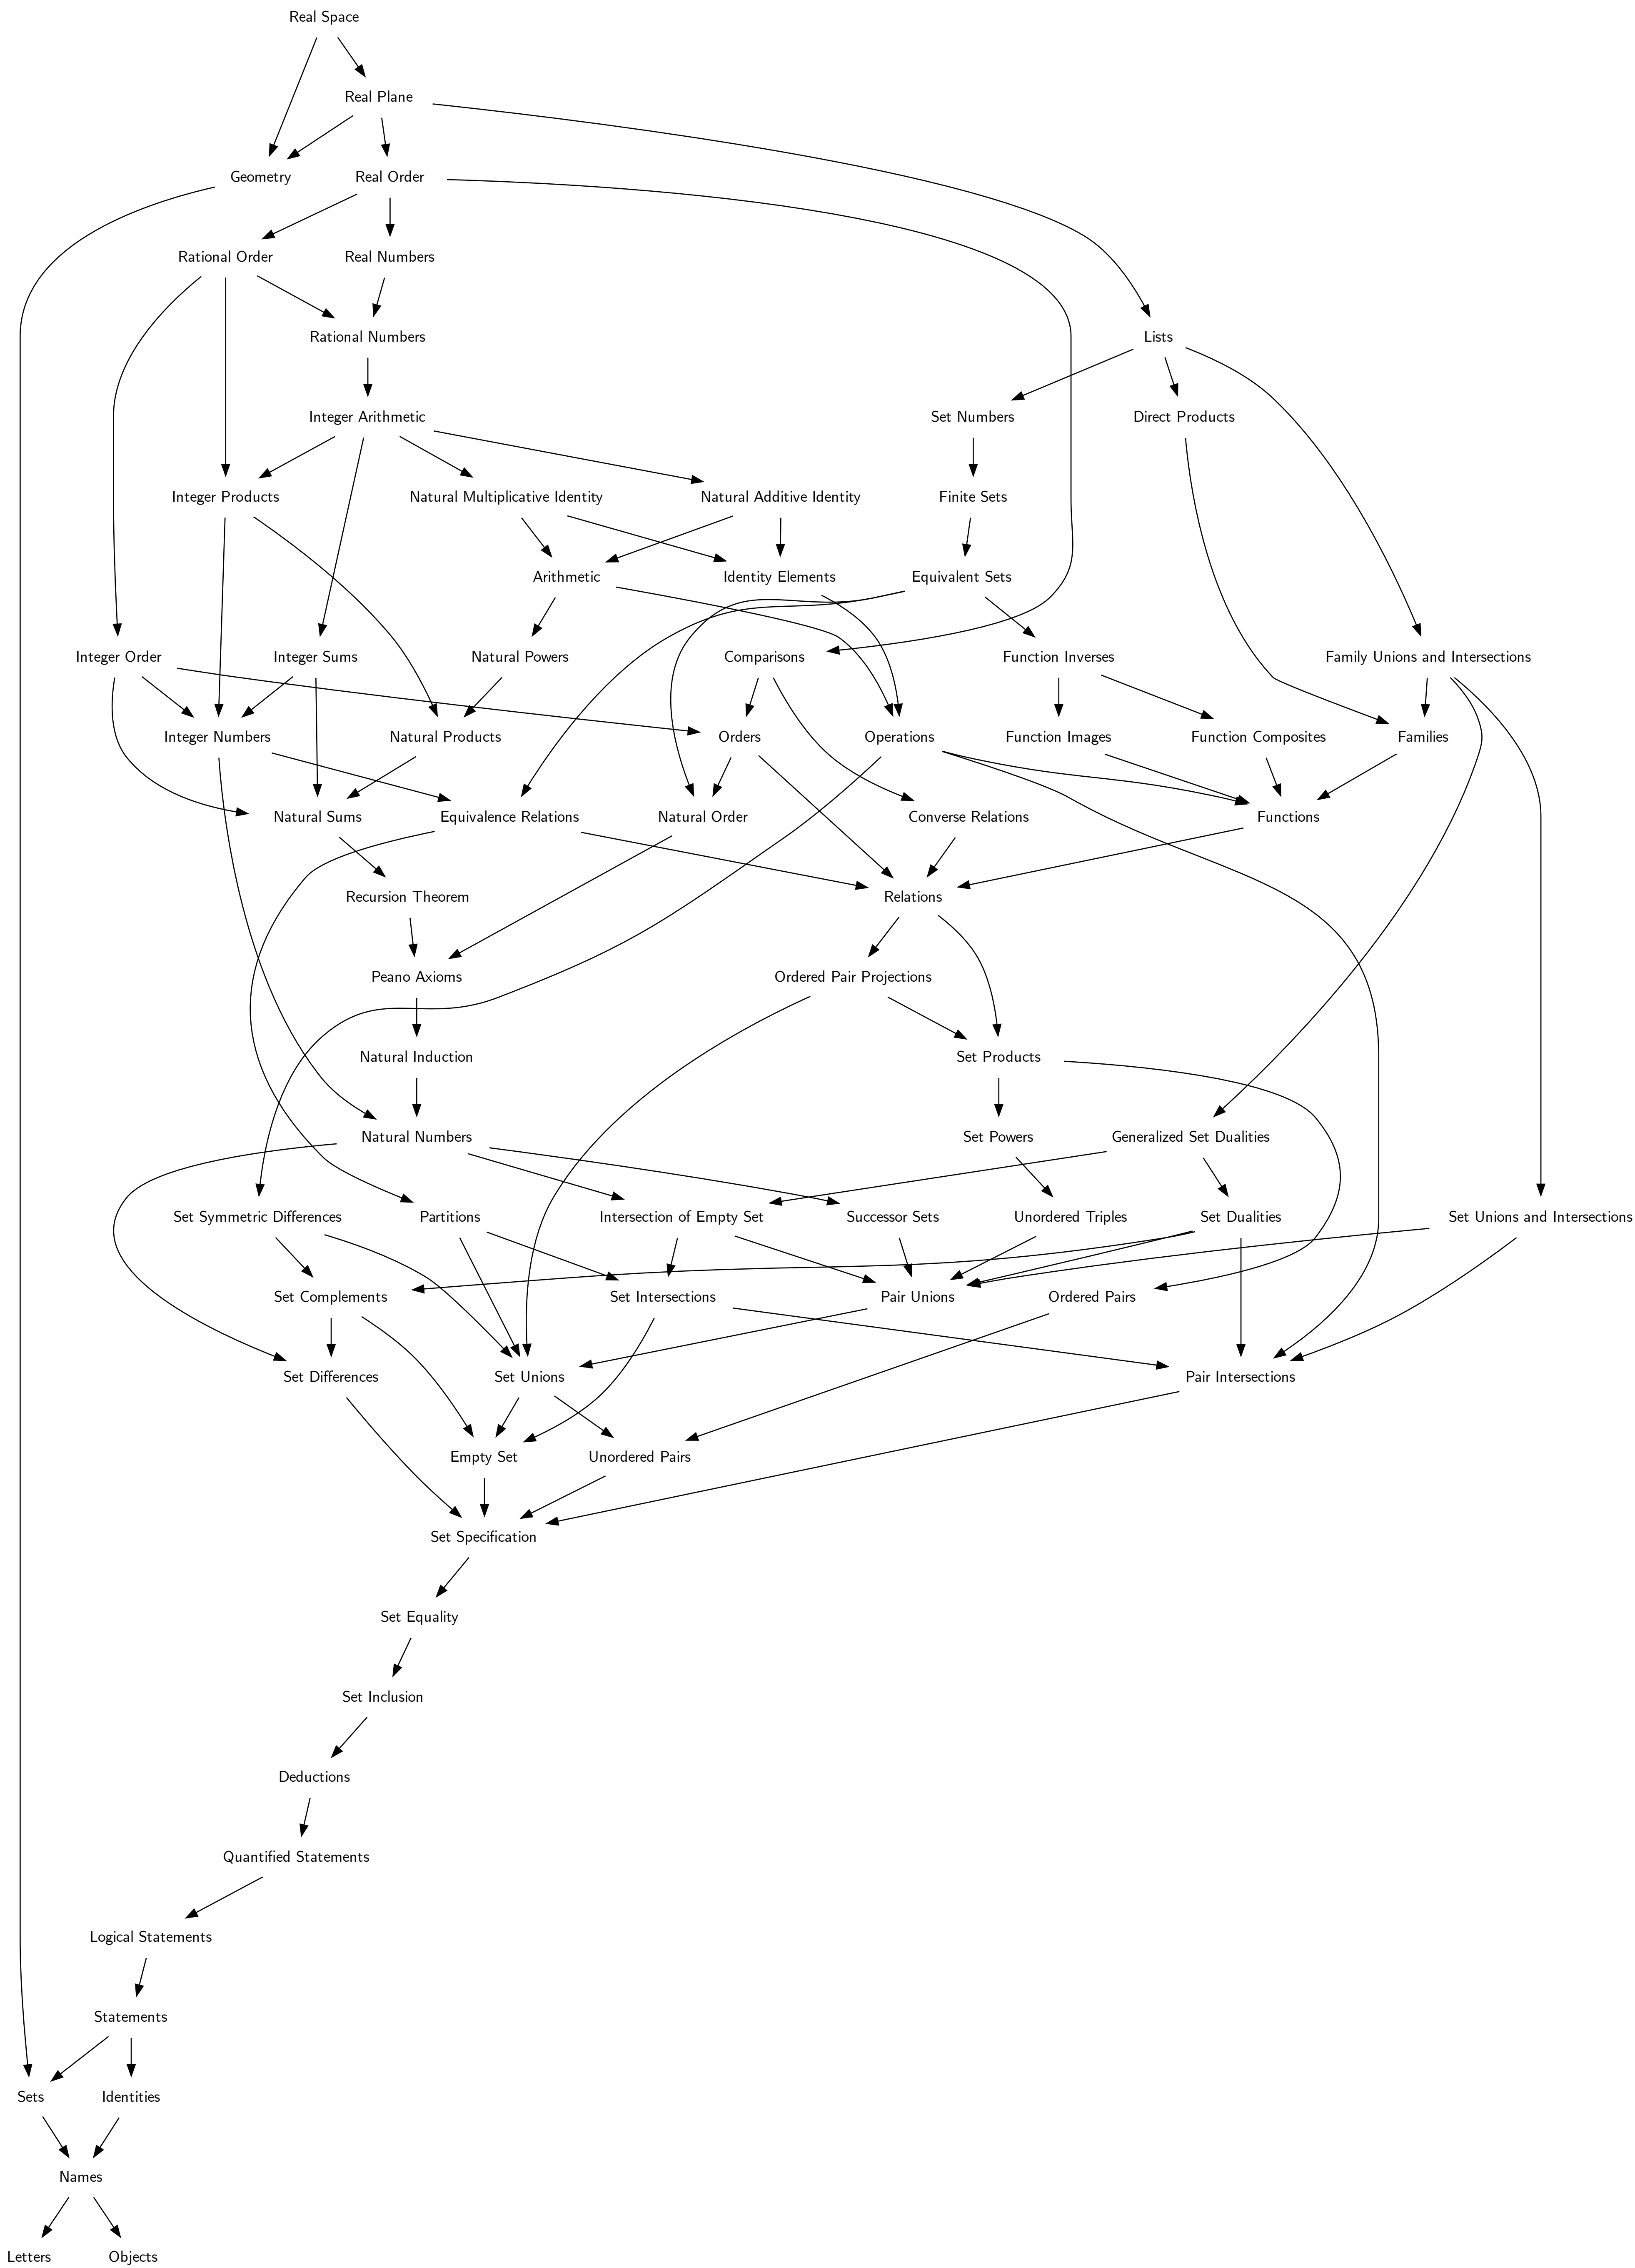 Real Space
Real Plane
Geometry
Real Order
Rational Order
Real Numbers
Rational Numbers
Lists
Integer Arithmetic
Set Numbers
Direct Products
Integer Products
Natural Multiplicative Identity
Natural Additive Identity
Finite Sets
Arithmetic
Identity Elements
Equivalent Sets
Integer Order
Integer Sums
Natural Powers
Comparisons
Function Inverses
Family Unions and Intersections
Integer Numbers
Natural Products
Orders
Operations
Function Images
Function Composites
Families
Natural Sums
Equivalence Relations
Natural Order
Converse Relations
Functions
Recursion Theorem
Relations
Peano Axioms
Ordered Pair Projections
Natural Induction
Set Products
Natural Numbers
Set Powers
Generalized Set Dualities
Set Symmetric Differences
Partitions
Intersection of Empty Set
Successor Sets
Unordered Triples
Set Dualities
Set Unions and Intersections
Set Complements
Set Intersections
Pair Unions
Ordered Pairs
Set Differences
Set Unions
Pair Intersections
Empty Set
Unordered Pairs
Set Specification
Set Equality
Set Inclusion
Deductions
Quantified Statements
Logical Statements
Statements
Sets
Identities
Names
Letters
Objects